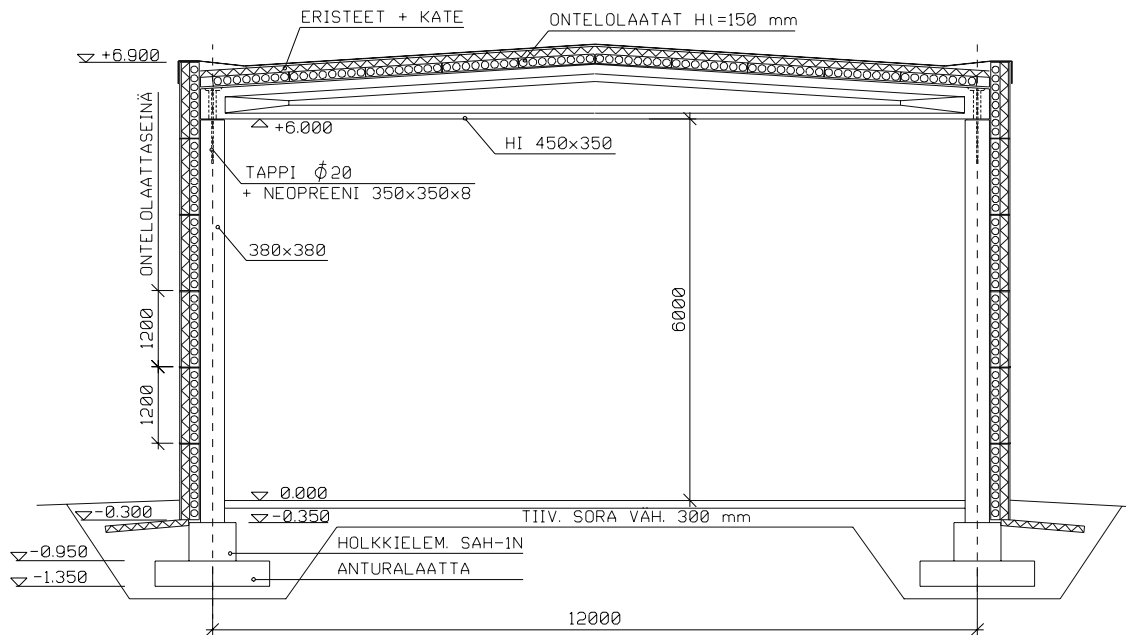 ERISTEET + KATE
ONTELOLAATAT HL=150 mm
+6.900
+6.000
HI 450x350
TAPPI ϕ20
+ NEOPREENI 350x350x8
ONTELOLAATTASEINÄ
380x380
1200
6000
1200
0.000
-0.300
-0.350
TIIV. SORA VÄH. 300 mm
HOLKKIELEM. SAH-1N
-0.950
ANTURALAATTA
-1.350
12000